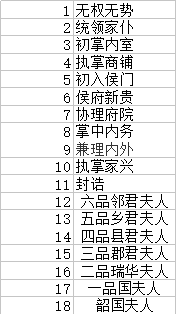 1 无权无势
2 统领家仆
3 初掌内室
4 执掌商铺
5 初入侯门
6 侯府新贵
7 协理府院
8 掌中内务
9 兼理内外
10 执掌家兴
11 封诰
12 六品邻君夫人
13 五品乡君夫人
14 四品县君夫人
15 三品郡君夫人
16 二品瑞华夫人
17 一品国夫人
18 韶国夫人